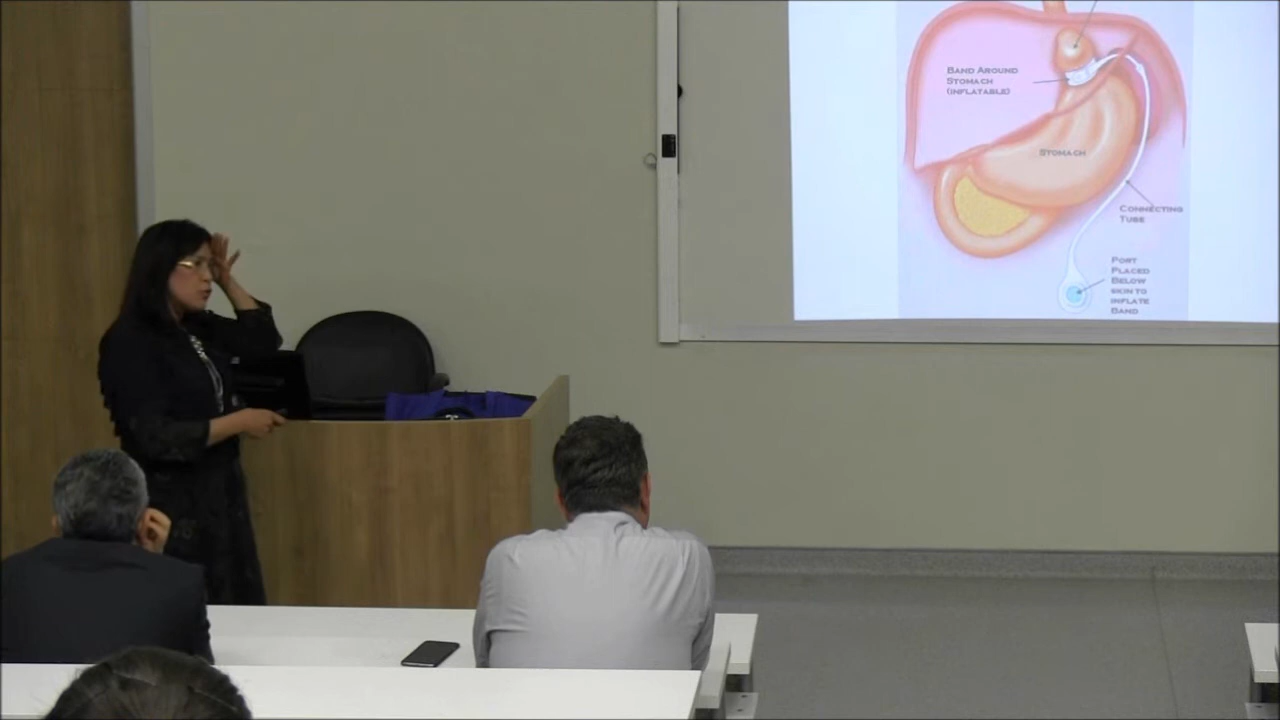 BAND AROUND
STOMACH
(INFLATABLE)
STOMACH
CONNECTING
TUBE
PORT
PLACED
BELOW
SKIN TO
INFLATE
BAND